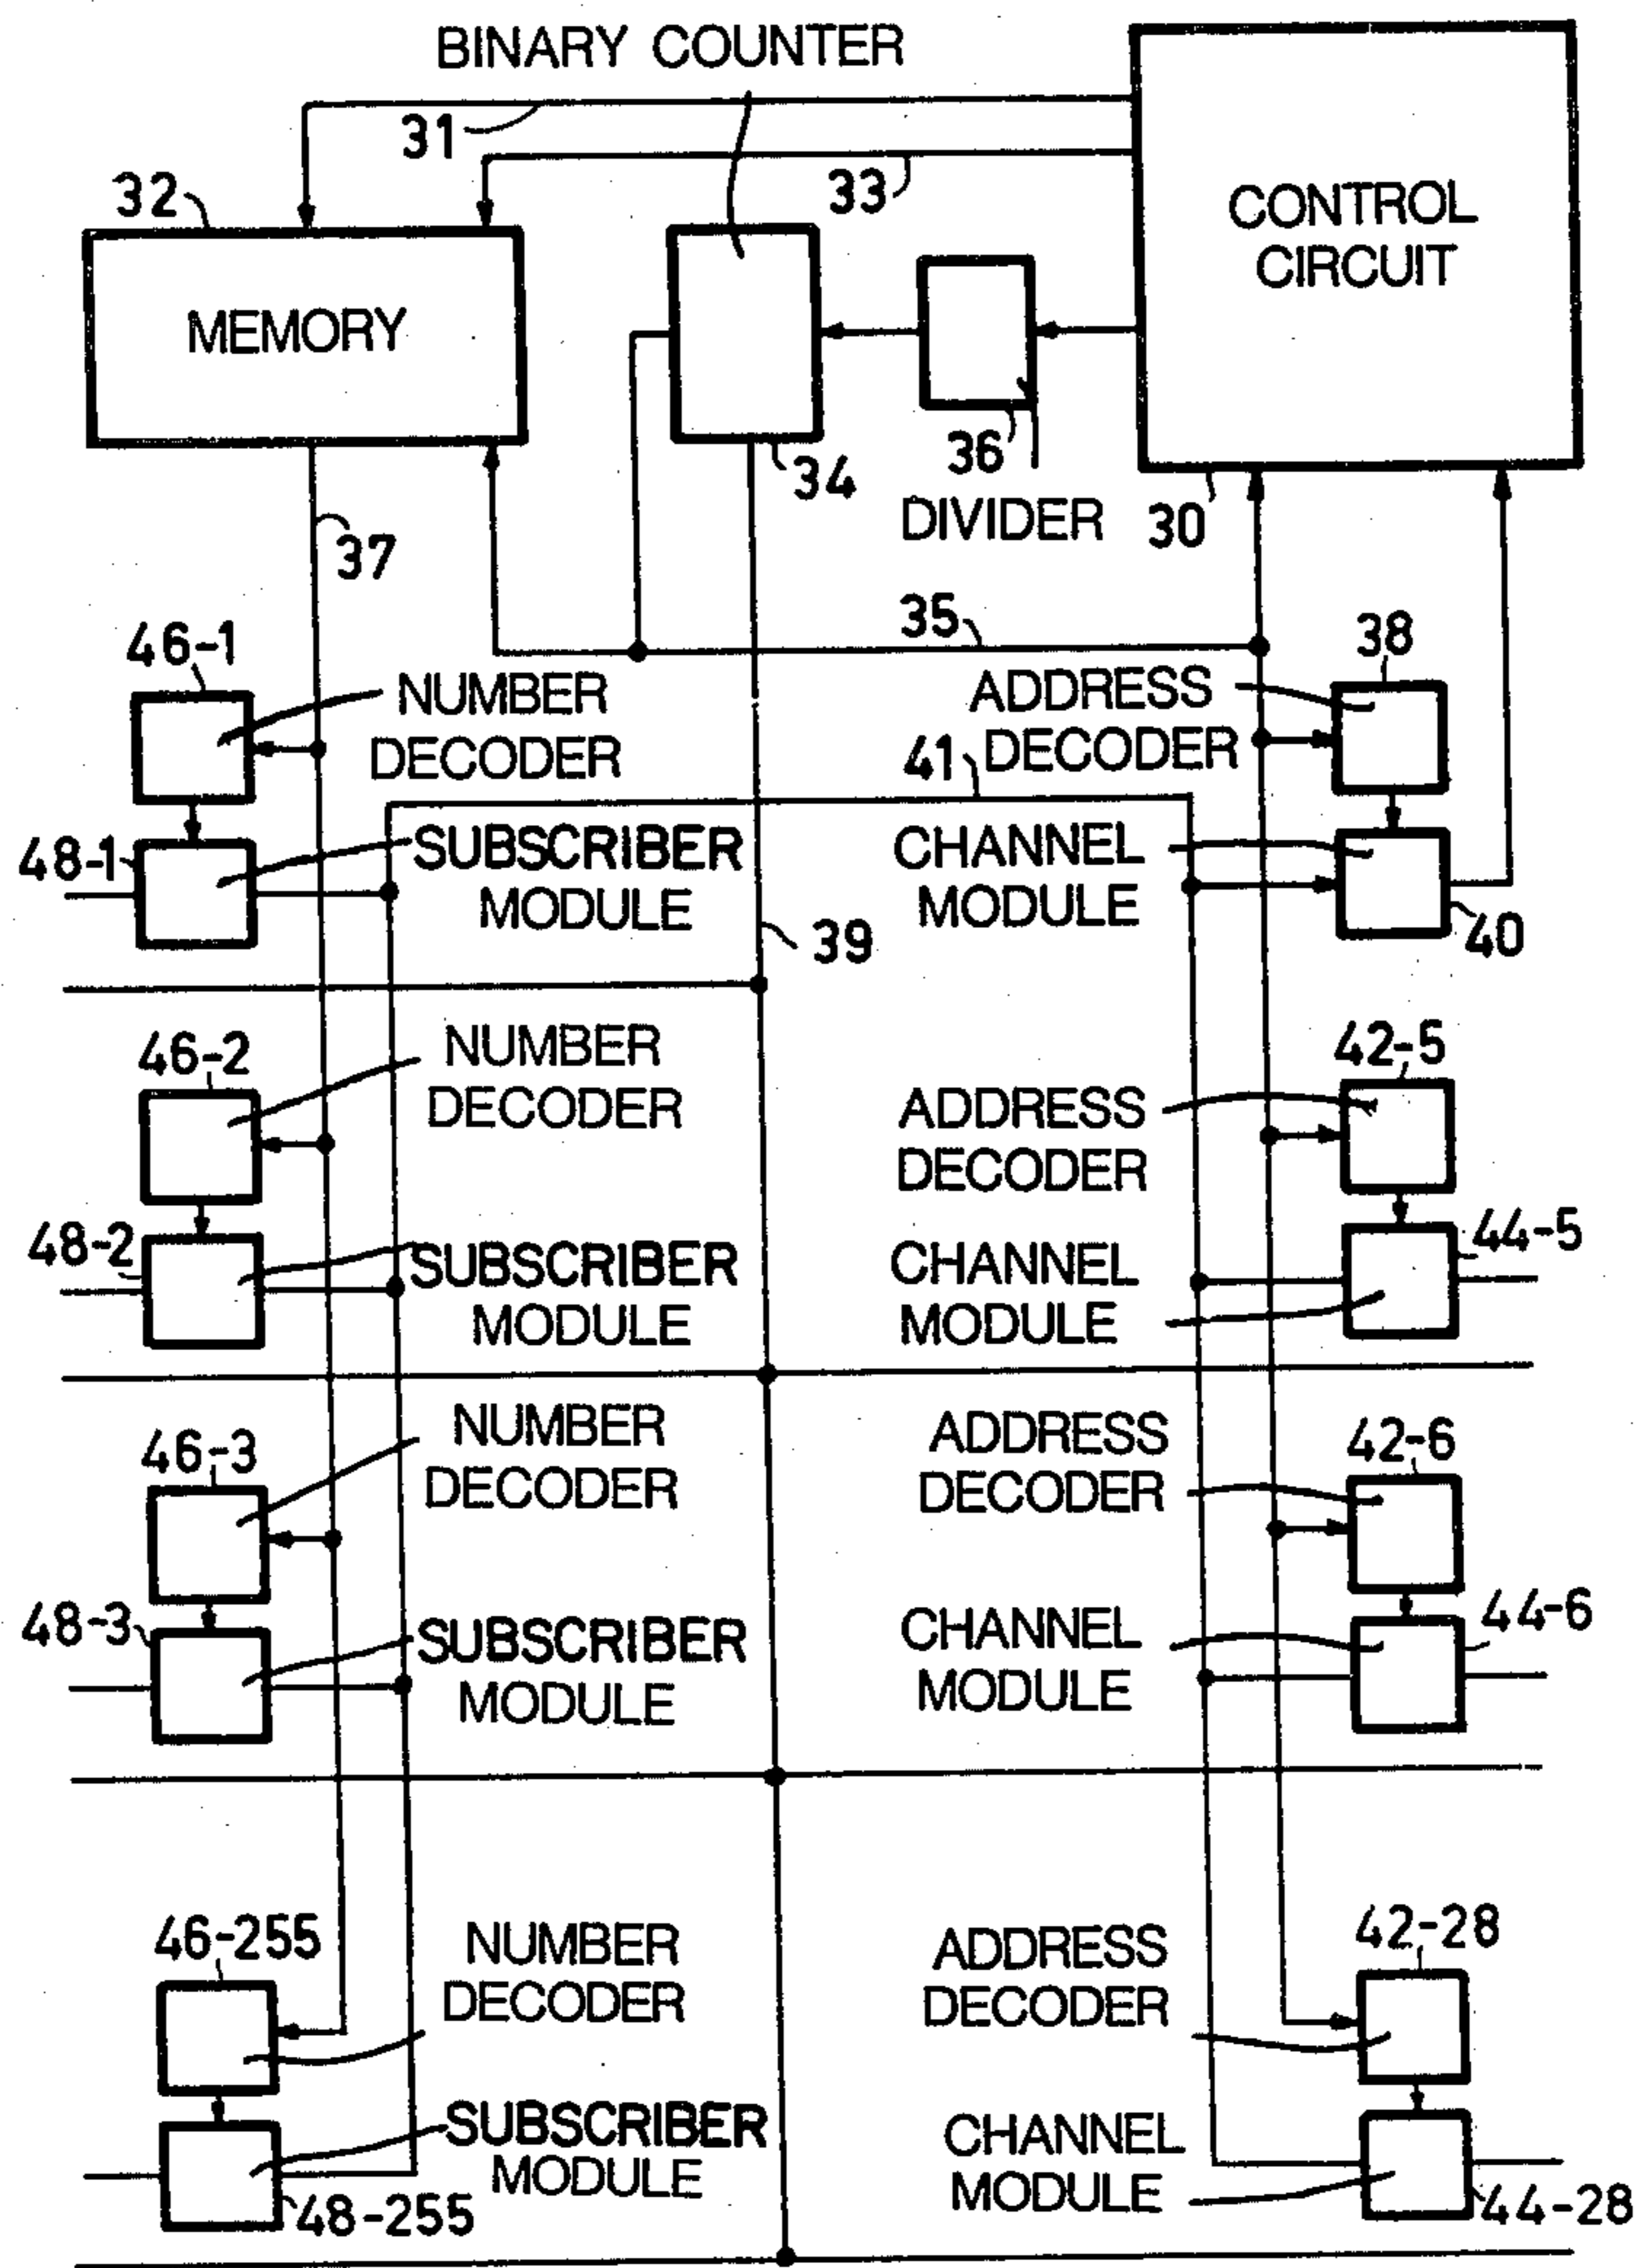 BINARY COUNTER
31
33
32
CONTROL
CIRCUIT
MEMORY
36
34
DIVIDER
30
37
35
38
46-1
NUMBER
DECODER
ADDRESS
DECODER
41
48-1
SUBSCRIBER
MODULE
CHANNEL
MODULE
39
40
46-2
NUMBER
DECODER
42-5
ADDRESS
DECODER
48-2
SUBSCRIBER
MODULE
CHANNEL
MODULE
44-5
46-3
NUMBER
DECODER
ADDRESS
DECODER
42-6
48-3
SUBSCRIBER
MODULE
CHANNEL
MODULE
44-6
46-255
NUMBER
DECODER
ADDRESS
DECODER
42-28
SUBSCRIBER
MODULE
48-255
CHANNEL
MODULE
44-28